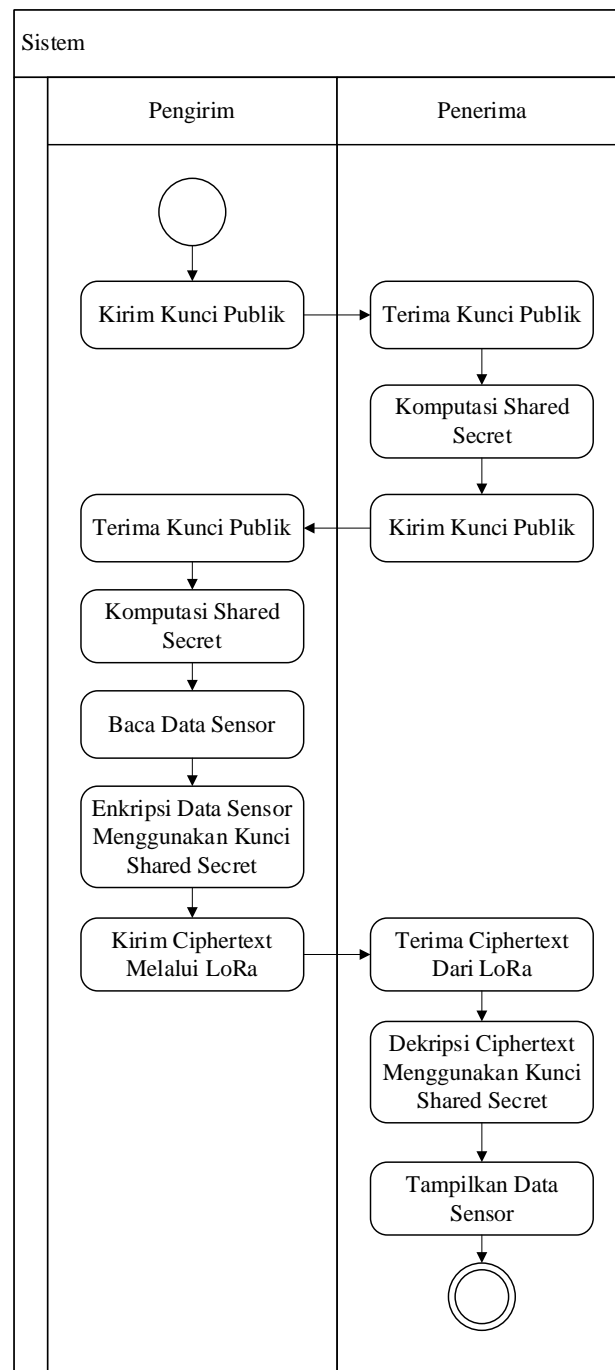 Sistem
Pengirim
Penerima
Kirim Kunci Publik
Terima Kunci Publik
Komputasi Shared
Secret
Kirim Kunci Publik
Terima Kunci Publik
Komputasi Shared
Secret
Baca Data Sensor
Enkripsi Data Sensor
Menggunakan Kunci
Shared Secret
Kirim Ciphertext
Melalui LoRa
Terima Ciphertext
Dari LoRa
Dekripsi Ciphertext
Menggunakan Kunci
Shared Secret
Tampilkan Data
Sensor